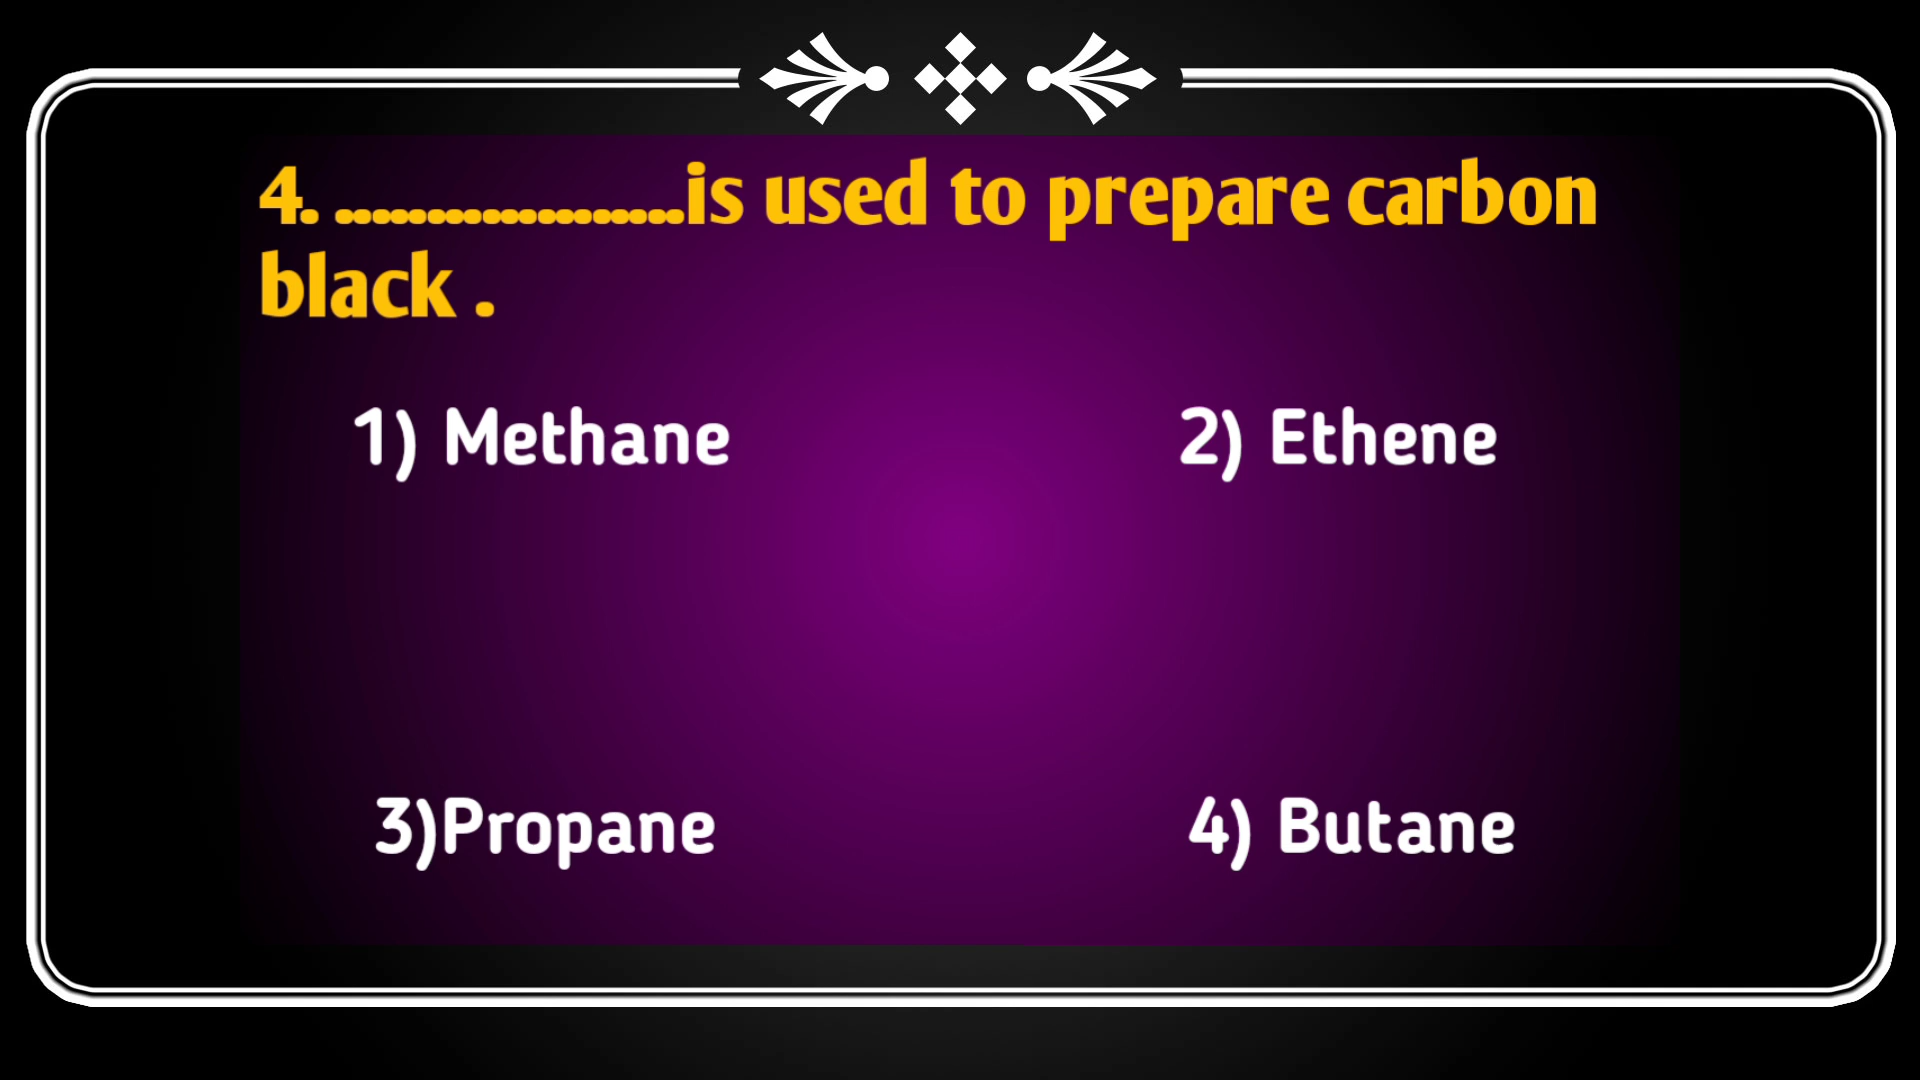 4. ...................is used to prepare carbon
black .
1) Methane
2) Ethene
3)Propane
4) Butane